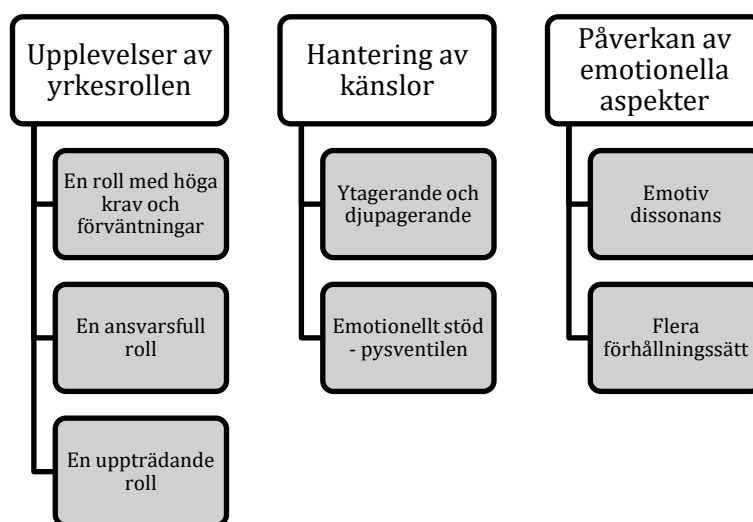 Upplevelser av
yrkesrollen
En roll med höga
krav och
förväntningar
En ansvarsfull
roll
En uppträdande
roll
Hantering av
känslor
Ytagerande och
djupagerande
Emotionellt stöd
- pysventilen
Påverkan av
emotionella
aspekter
Emotiv
dissonans
Flera
förhållningssätt